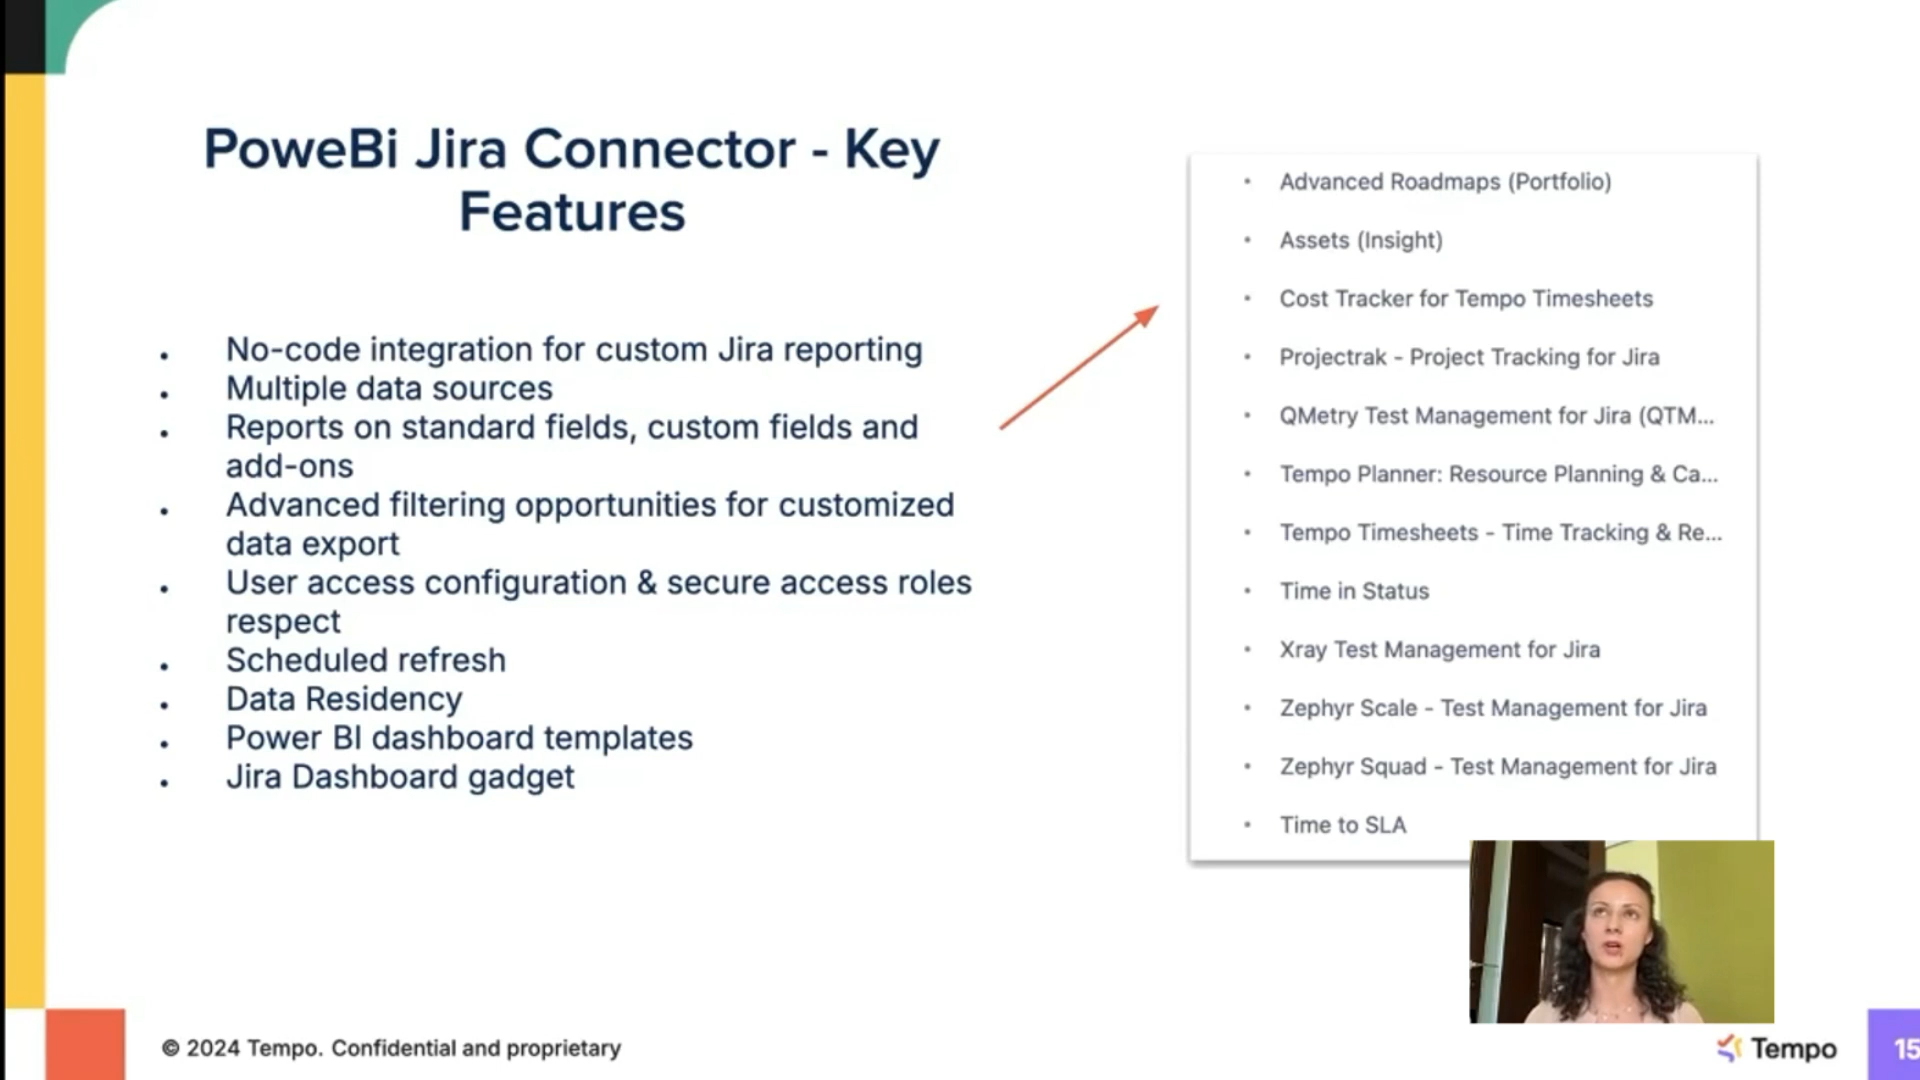 PoweBi Jira Connector - Key
Features
• No-code integration for custom Jira reporting
• Multiple data sources
• Reports on standard fields, custom fields and
add-ons
• Advanced filtering opportunities for customized
data export
• User access configuration & secure access roles
respect
• Scheduled refresh
• Data Residency
• Power BI dashboard templates
• Jira Dashboard gadget
• Advanced Roadmaps (Portfolio)
• Assets (Insight)
• Cost Tracker for Tempo Timesheets
• Projectrak - Project Tracking for Jira
• QMetry Test Management for Jira (QTM...
• Tempo Planner: Resource Planning & Ca...
• Tempo Timesheets - Time Tracking & Re...
• Time in Status
• Xray Test Management for Jira
• Zephyr Scale - Test Management for Jira
• Zephyr Squad - Test Management for Jira
• Time to SLA
© 2024 Tempo. Confidential and proprietary
Tempo
15